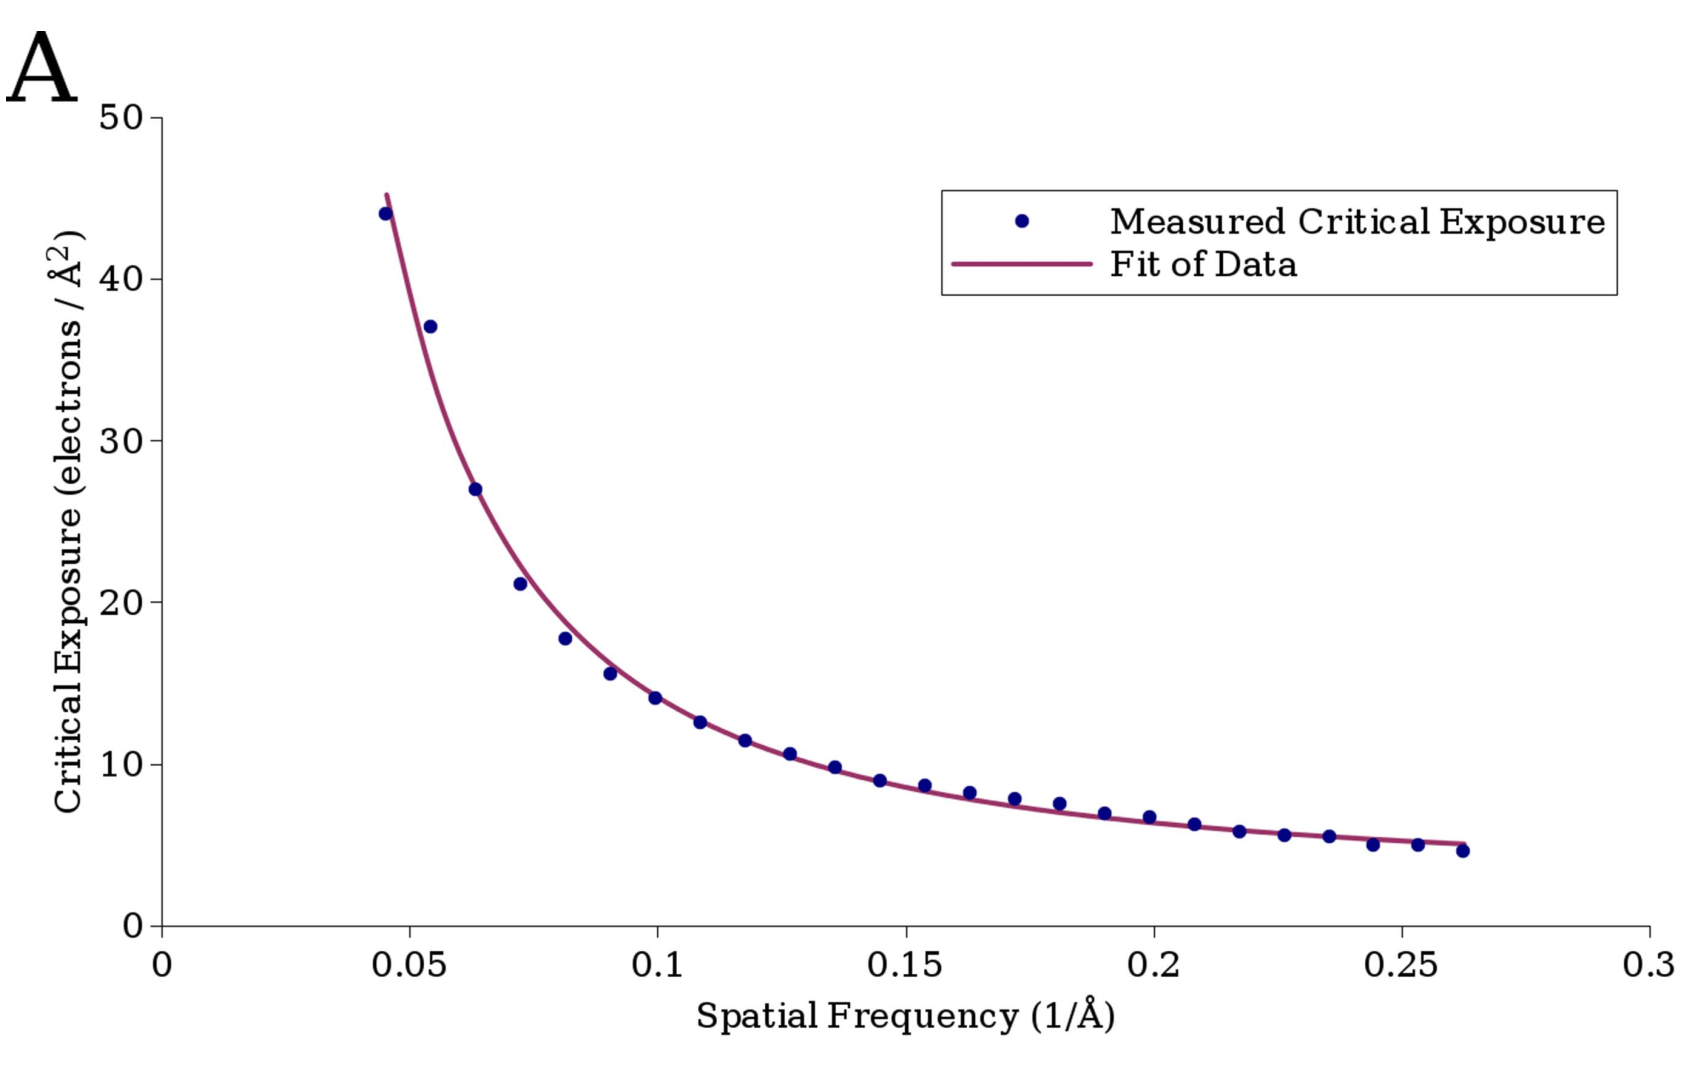 A
50
40
30
20
10
0
Critical Exposure (electrons / Å²)
Measured Critical Exposure
Fit of Data
0 0.05 0.1 0.15 0.2 0.25 0.3
Spatial Frequency (1/Å)